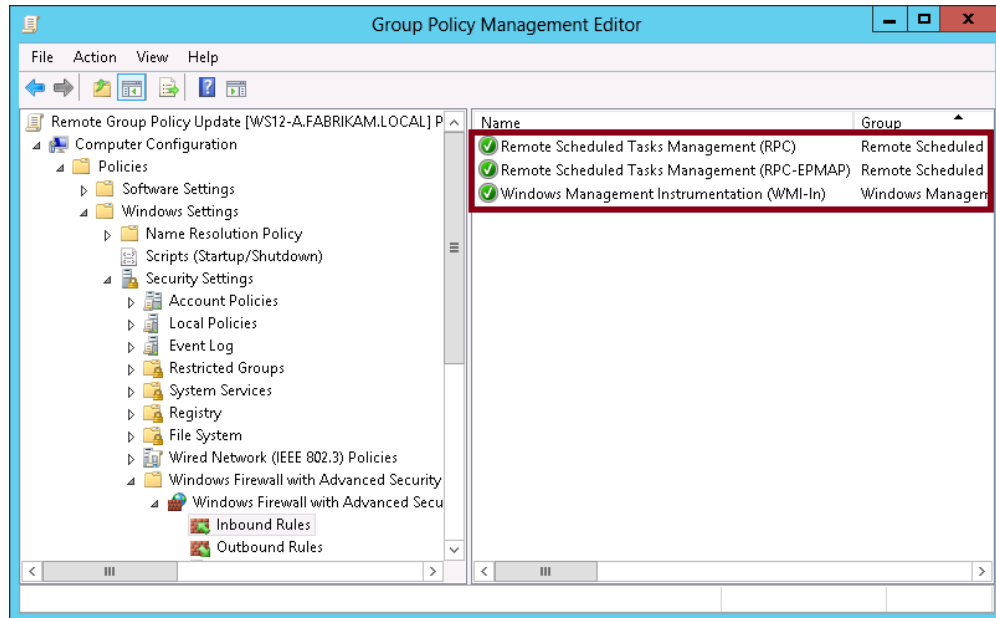 Group Policy Management Editor
File Action View Help
Remote Group Policy Update [WS12-A.FABRIKAM.LOCAL] P
Computer Configuration
Policies
Software Settings
Windows Settings
Name Resolution Policy
Scripts (Startup/Shutdown)
Security Settings
Account Policies
Local Policies
Event Log
Restricted Groups
System Services
Registry
File System
Wired Network (IEEE 802.3) Policies
Windows Firewall with Advanced Security
Windows Firewall with Advanced Secu
Inbound Rules
Outbound Rules
Name Group
Remote Scheduled Tasks Management (RPC) Remote Scheduled
Remote Scheduled Tasks Management (RPC-EPMAP) Remote Scheduled
Windows Management Instrumentation (WMI-In) Windows Managem